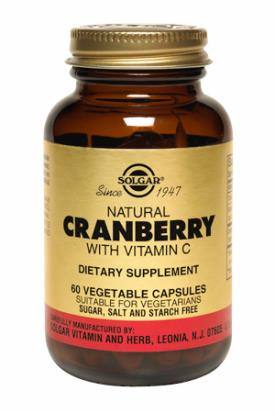 SOLGAR®
Since 1947
NATURAL
CRANBERRY
WITH VITAMIN C
DIETARY SUPPLEMENT
60 VEGETABLE CAPSULES
SUITABLE FOR VEGETARIANS
SUGAR, SALT AND STARCH FREE
CAREFULLY MANUFACTURED BY:
SOLGAR VITAMIN AND HERB, LEONIA, N.J. 07605